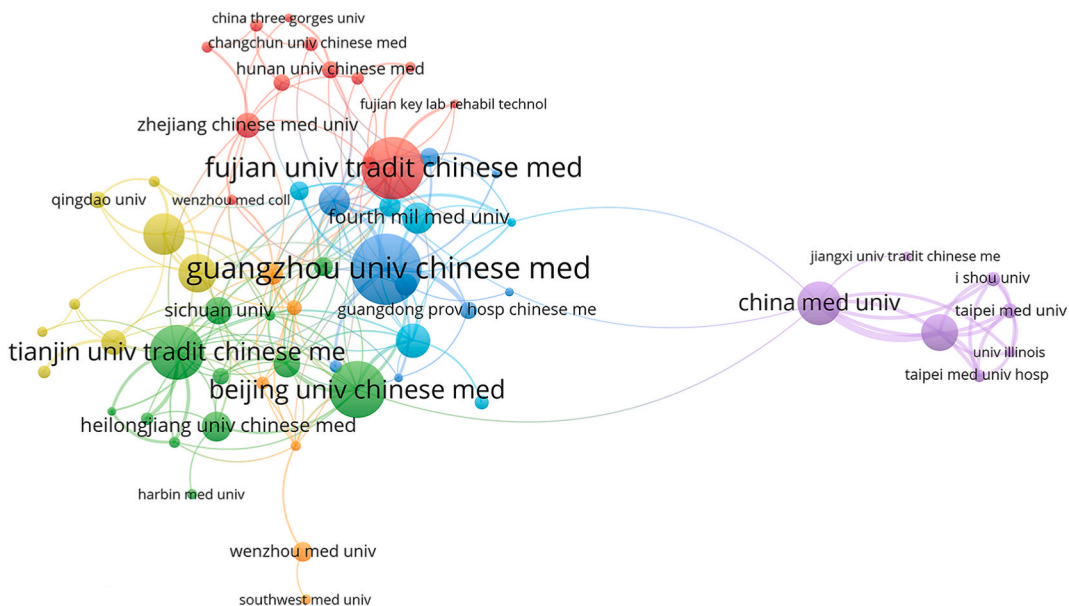 china three gorges univ
changchun univ chinese med
hunan univ chinese med
fujian key lab rehabil technol
zhejiang chinese med univ
fujian univ tradit chinese med
qingdao univ
wenzhou med coll
fourth mil med univ
jiangxi univ tradit chinese me
guangzhou univ chinese med
i shou univ
china med univ
sichuan univ
guangdong prov hosp chinese me
taipei med univ
tianjin univ tradit chinese me
univ illinois
taipei med univ hosp
beijing univ chinese med
heilongjiang univ chinese med
harbin med univ
wenzhou med univ
southwest med univ